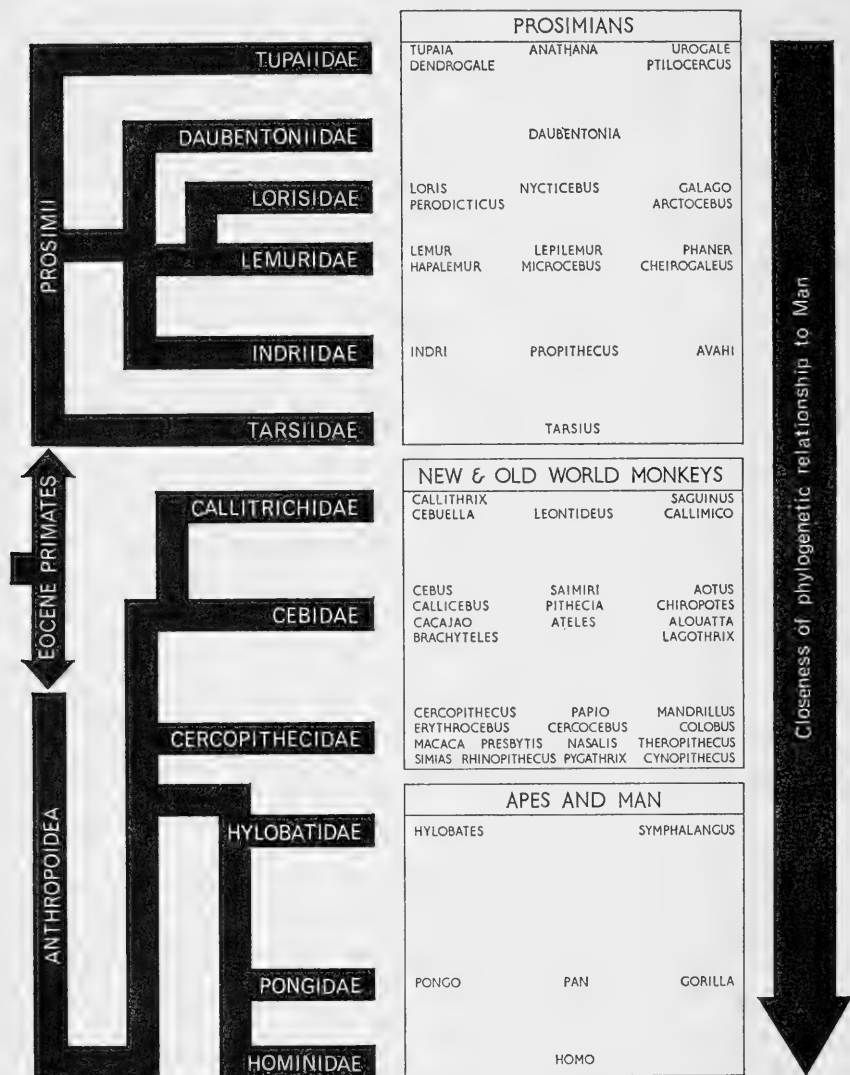 PROSIMIANS
TUPAIIDAE
TUPAIA ANATHANA UROGALE
DENDROGALE PTILOCERCUS
DAUBENTONIIDAE
DAUBENTONIA
LORISIDAE
LORIS NYCTICEBUS GALAGO
PERODICTICUS ARCTOCEBUS
PROSIMII
LEMURIDAE
LEMUR LEPILEMUR PHANER
HAPALEMUR MICROCEBUS CHEIROGALEUS
INDRIIDAE
INDRI PROPITHECUS AVAHI
TARSIIDAE
TARSIUS
EOCENE PRIMATES
NEW & OLD WORLD MONKEYS
CALLITRICHIDAE
CALLITHRIX SAGUINUS
CEBUELLA LEONTIDEUS CALLIMICO
CEBIDAE
CEBUS SAIMIRI AOTUS
CALLICEBUS PITHECIA CHIROPOTES
CACAJAO ATELES ALOUATTA
BRACHYTELES LAGOTHRIX
CERCOPITHECIDAE
CERCOPITHECUS PAPIO MANDRILLUS
ERYTHROCEBUS CERCOCEBUS COLOBUS
MACACA PRESBYTIS NASALIS THEROPITHECUS
SIMIAS RHINOPITHECUS PYGATHRIX CYNOPITHECUS
ANTHROPOIDEA
APES AND MAN
HYLOBATIDAE
HYLOBATES SYMPHALANGUS
PONGIDAE
PONGO PAN GORILLA
HOMINIDAE
HOMO
Closeness of phylogenetic relationship to Man